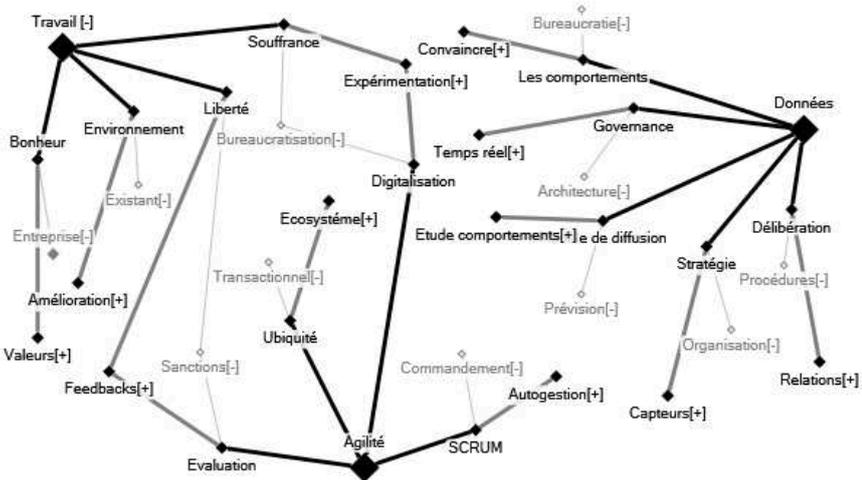 Travail [-]
Souffrance
Bureaucratie[-]
Convaincre[+]
Les comportements
Expérimentation[+]
Données
Liberté
Environnement
Governance
Bonheur
Bureaucratisation[-]
Temps réel[+]
Digitalisation
Architecture[-]
Existant[-]
Ecosystéme[+]
Délibération
Entreprise[-]
Etude comportements[+]
e de diffusion
Stratégie
Transactionnel[-]
Procédures[-]
Amélioration[+]
Prévision[-]
Ubiquité
Organisation[-]
Valeurs[+]
Sanctions[-]
Commandement[-]
Feedbacks[+]
Autogestion[+]
Relations[+]
Capteurs[+]
Agilité
SCRUM
Evaluation